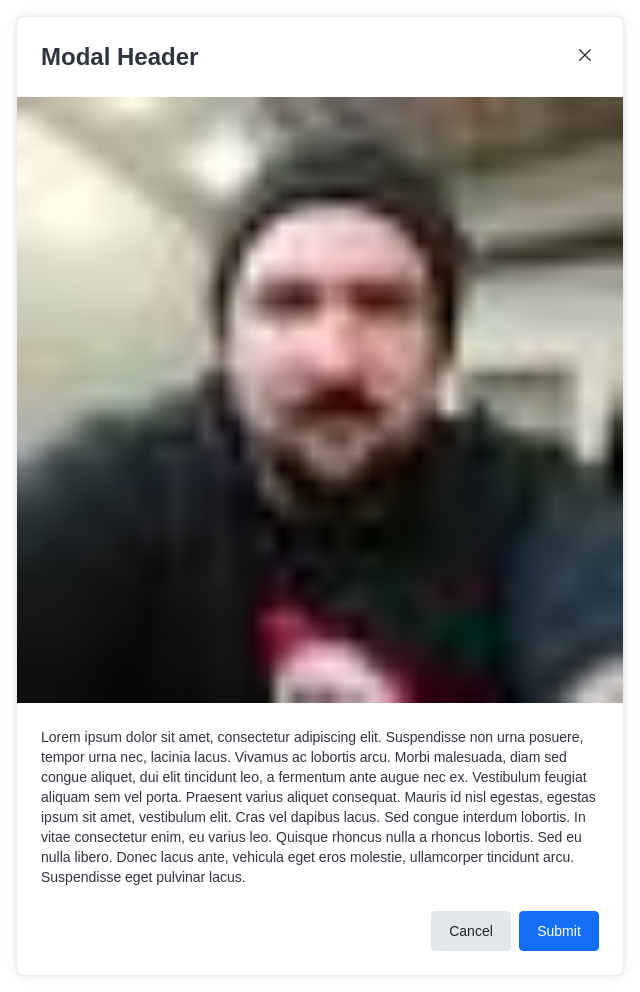 Modal Header
Lorem ipsum dolor sit amet, consectetur adipiscing elit. Suspendisse non urna posuere,
tempor urna nec, lacinia lacus. Vivamus ac lobortis arcu. Morbi malesuada, diam sed
congue aliquet, dui elit tincidunt leo, a fermentum ante augue nec ex. Vestibulum feugiat
aliquam sem vel porta. Praesent varius aliquet consequat. Mauris id nisl egestas, egestas
ipsum sit amet, vestibulum elit. Cras vel dapibus lacus. Sed congue interdum lobortis. In
vitae consectetur enim, eu varius leo. Quisque rhoncus nulla a rhoncus lobortis. Sed eu
nulla libero. Donec lacus ante, vehicula eget eros molestie, ullamcorper tincidunt arcu.
Suspendisse eget pulvinar lacus.
Cancel Submit